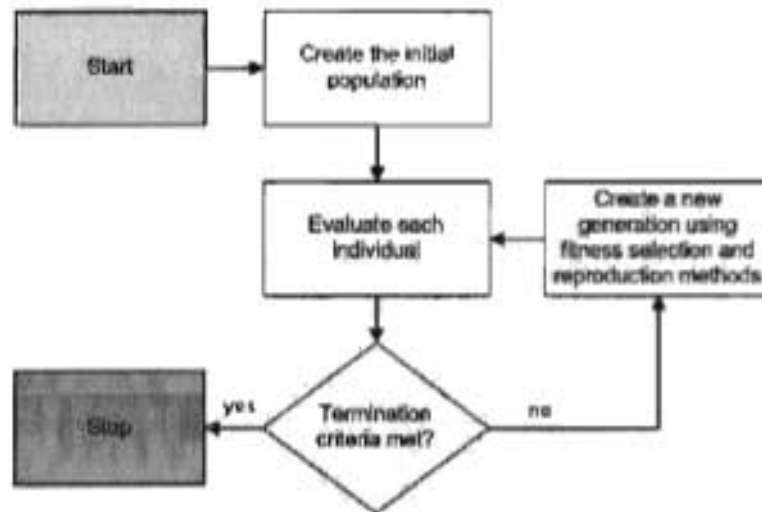 Start
Create the initial
population
Evaluate each
individual
Create a new
generation using
fitness selection and
reproduction methods
Termination
criteria met?
yes
no
Stop